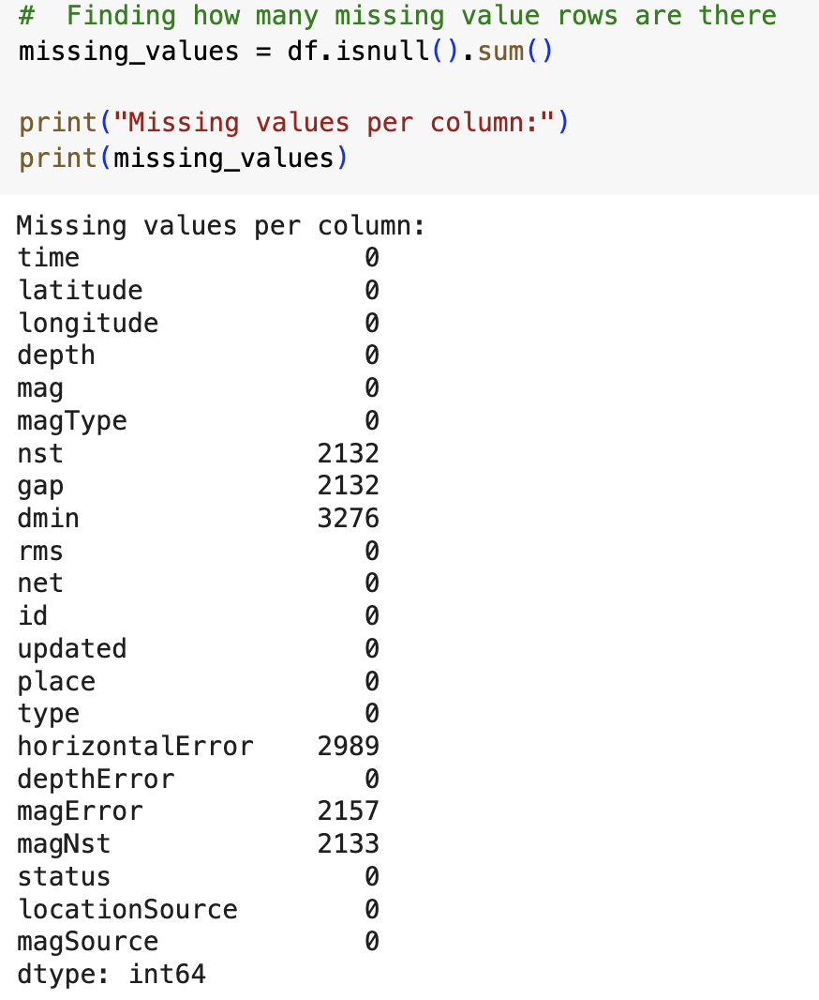 #  Finding how many missing value rows are there
missing_values = df.isnull().sum()
print("Missing values per column:")
print(missing_values)
Missing values per column:
time                  0
latitude              0
longitude             0
depth                 0
mag                   0
magType               0
nst                2132
gap                2132
dmin               3276
rms                   0
net                   0
id                    0
updated               0
place                 0
type                  0
horizontalError    2989
depthError            0
magError           2157
magNst             2133
status                0
locationSource        0
magSource             0
dtype: int64